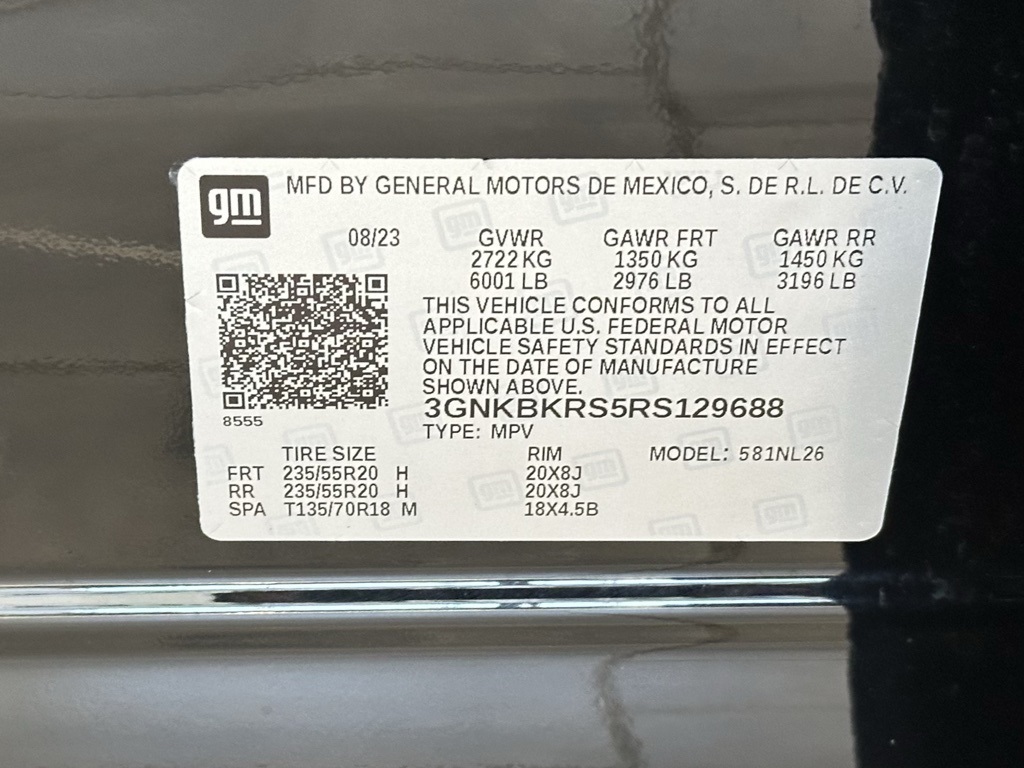 gm MFD BY GENERAL MOTORS DE MEXICO, S. DE R.L. DE C.V.
08/23 GVWR GAWR FRT GAWR RR
2722 KG 1350 KG 1450 KG
6001 LB 2976 LB 3196 LB
THIS VEHICLE CONFORMS TO ALL
APPLICABLE U.S. FEDERAL MOTOR
VEHICLE SAFETY STANDARDS IN EFFECT
ON THE DATE OF MANUFACTURE
SHOWN ABOVE.
3GNKBKRS5RS129688
8555
TYPE: MPV
TIRE SIZE RIM MODEL: 581NL26
FRT 235/55R20 H 20X8J
RR 235/55R20 H 20X8J
SPA T135/70R18 M 18X4.5B